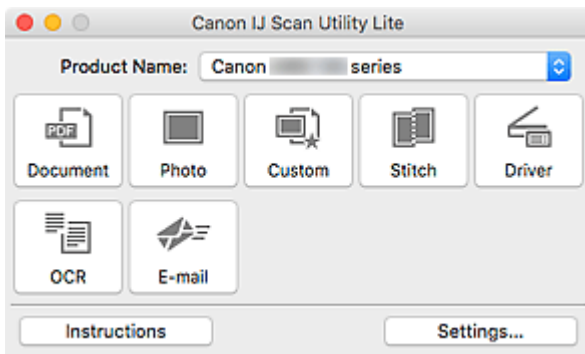 Canon IJ Scan Utility Lite
Product Name: Canon series
PDF
Document Photo Custom Stitch Driver
OCR E-mail
Instructions Settings...